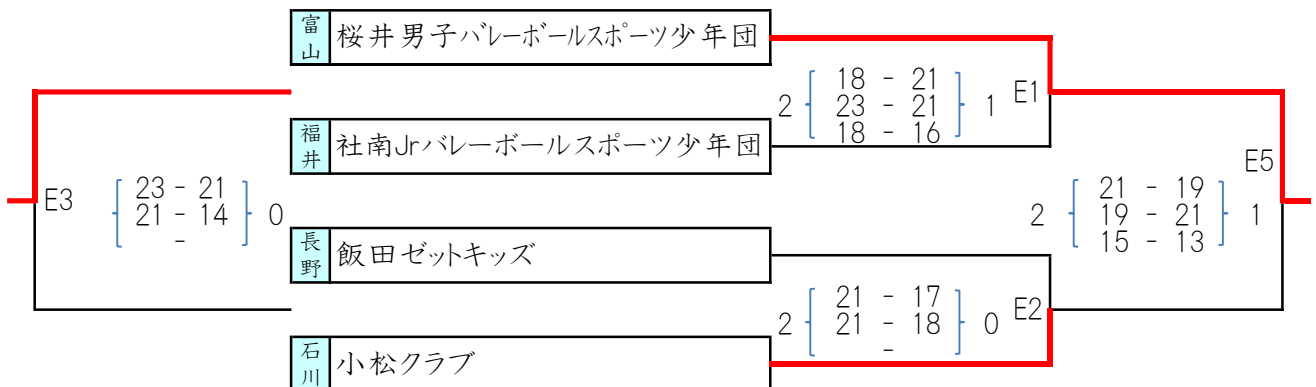 富山 桜井男子バレーボールスポーツ少年団
2 18 - 21 1 E1
23 - 21
18 - 16
福井 社南Jrバレーボールスポーツ少年団
E3 23 - 21 0
21 - 14
-
E5
2 21 - 19 1
19 - 21
15 - 13
長野 飯田ゼットキッズ
2 21 - 17 0 E2
21 - 18
-
石川 小松クラブ